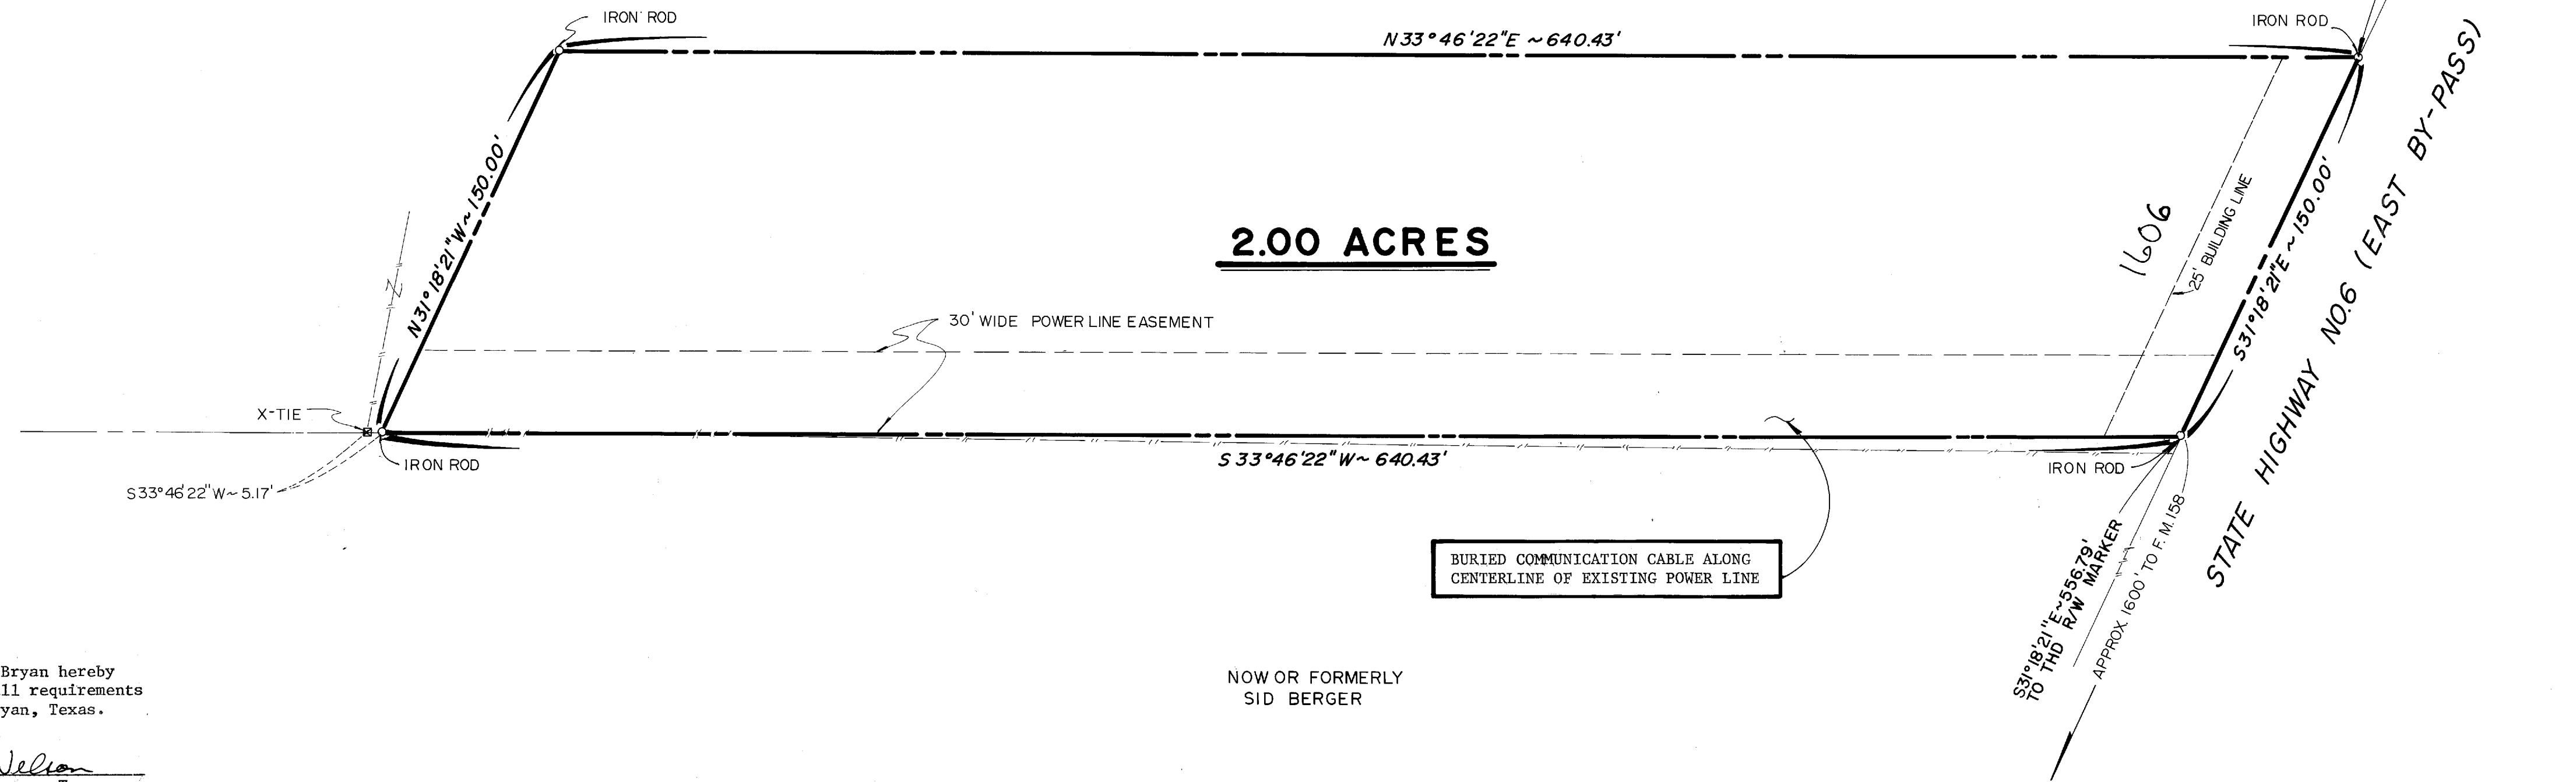 IRON ROD
IRON ROD
N33°46'22"E ~ 640.43'
N31°18'21"W ~ 150.00'
STATE HIGHWAY NO.6 (EAST BY-PASS)
1606
25' BUILDING LINE
S31°18'21"E ~ 150.00'
2.00 ACRES
30' WIDE POWER LINE EASEMENT
X-TIE
IRON ROD
S33°46'22"W ~ 640.43'
IRON ROD
S33°46'22"W ~ 5.17'
BURIED COMMUNICATION CABLE ALONG
CENTERLINE OF EXISTING POWER LINE
S31°18'21"E ~ 556.79'
TO THD R/W MARKER
APPROX. 1600' TO F.M. 158
NOW OR FORMERLY
SID BERGER
Bryan hereby
ll requirements
yan, Texas.
Nelson